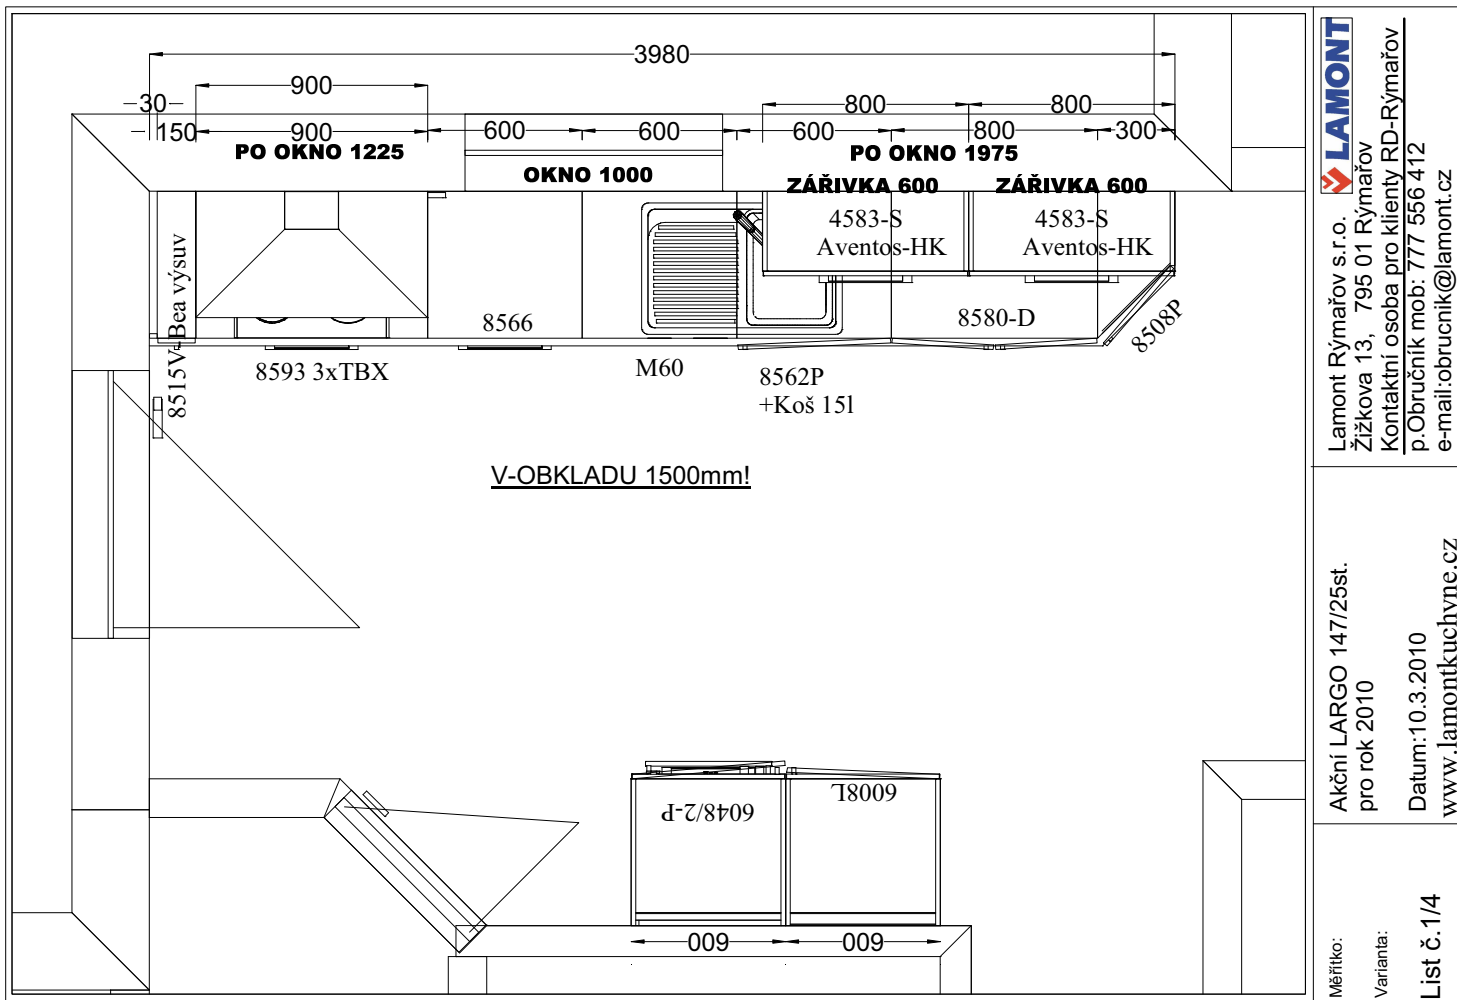 3980
900
30
800
800
150
900
600
600
600
800
300
PO OKNO 1225
OKNO 1000
PO OKNO 1975
ZÁŘIVKA 600
ZÁŘIVKA 600
4583-S
Aventos-HK
4583-S
Aventos-HK
8515V-Bea výsuv
8566
8580-D
8508P
8593 3xTBX
M60
8562P
+Koš 15l
V-OBKLADU 1500mm!
6048/2-P
6008L
600
600
LAMONT
Lamont Rýmařov s.r.o.
Žižkova 13, 795 01 Rýmařov
Kontaktní osoba pro klienty RD-Rýmařov
p.Obručník mob: 777 556 412
e-mail:obrucnik@lamont.cz
Akční LARGO 147/25st.
pro rok 2010
Datum:10.3.2010
www.lamontkuchyne.cz
Měřítko:
Varianta:
List č.1/4